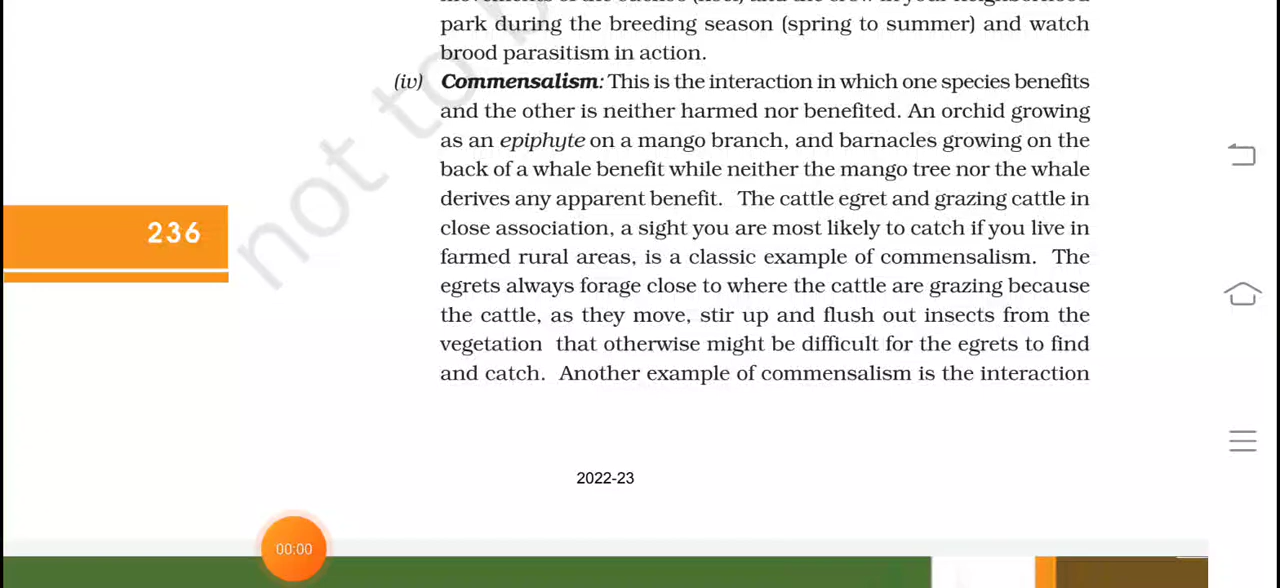 park during the breeding season (spring to summer) and watch
brood parasitism in action.
(iv) Commensalism: This is the interaction in which one species benefits
and the other is neither harmed nor benefited. An orchid growing
as an epiphyte on a mango branch, and barnacles growing on the
back of a whale benefit while neither the mango tree nor the whale
derives any apparent benefit. The cattle egret and grazing cattle in
close association, a sight you are most likely to catch if you live in
farmed rural areas, is a classic example of commensalism. The
egrets always forage close to where the cattle are grazing because
the cattle, as they move, stir up and flush out insects from the
vegetation that otherwise might be difficult for the egrets to find
and catch. Another example of commensalism is the interaction
236
not to b
2022-23
00:00